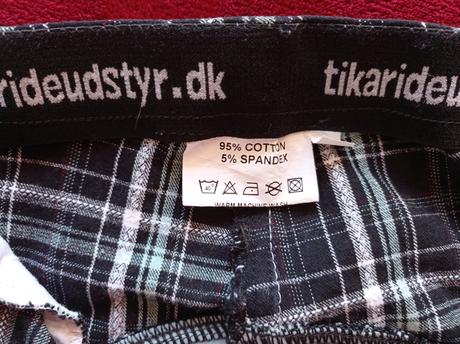 rideudstyr.dk tikarideu
95% COTTON
5% SPANDEX
WARM MACHINE WASH